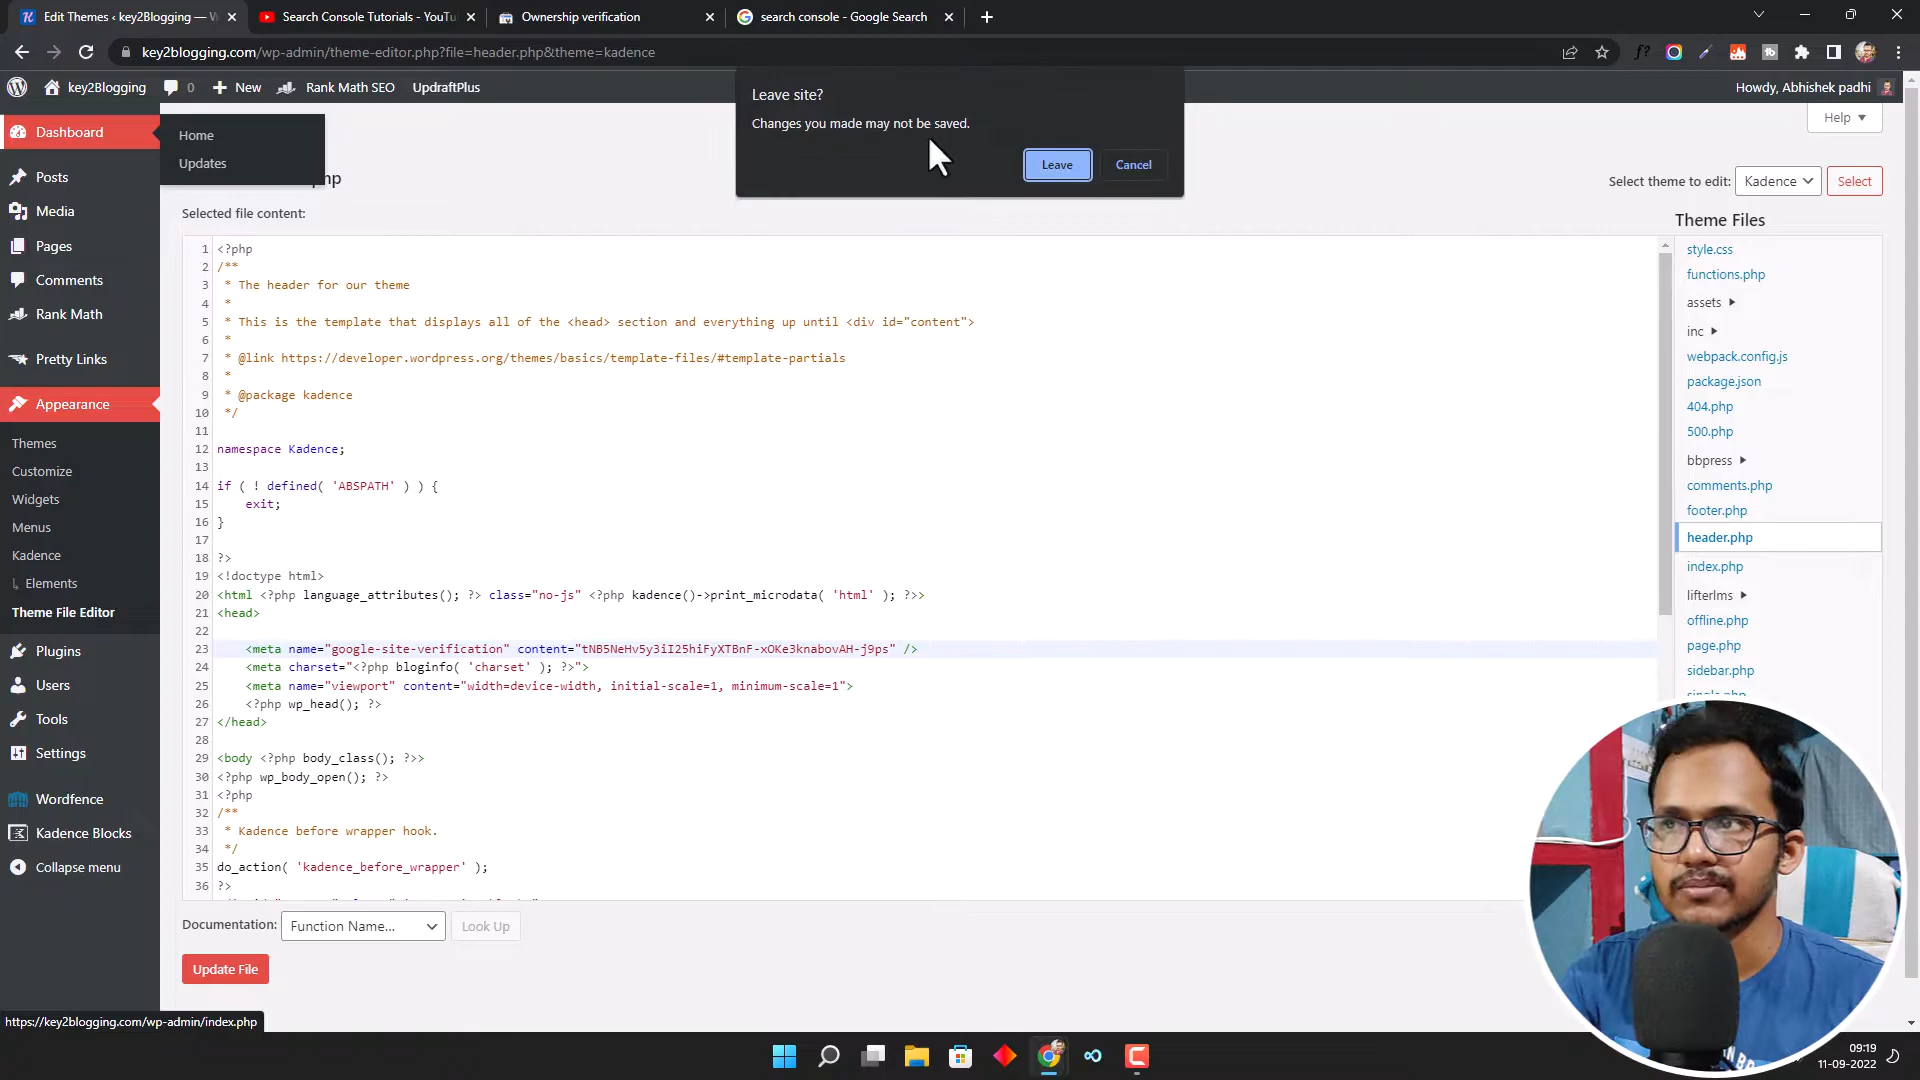 Edit Themes ‹ key2Blogging — W
Search Console Tutorials - YouTu
Ownership verification
search console - Google Search
key2blogging.com/wp-admin/theme-editor.php?file=header.php&theme=kadence
key2Blogging
0
New
Rank Math SEO
UpdraftPlus
Howdy, Abhishek padhi
Leave site?
Changes you made may not be saved.
Leave
Cancel
Help
Dashboard
Home
Updates
Posts
Media
Pages
Comments
Rank Math
Pretty Links
Appearance
Themes
Customize
Widgets
Menus
Kadence
Elements
Theme File Editor
Plugins
Users
Tools
Settings
Wordfence
Kadence Blocks
Collapse menu
Select theme to edit:
Kadence
Select
Selected file content:
1 <?php
2 /**
3 * The header for our theme
4 *
5 * This is the template that displays all of the <head> section and everything up until <div id="content">
6 *
7 * @link https://developer.wordpress.org/themes/basics/template-files/#template-partials
8 *
9 * @package kadence
10 */
11
12 namespace Kadence;
13
14 if ( ! defined( 'ABSPATH' ) ) {
15 exit;
16 }
17
18 ?>
19 <!doctype html>
20 <html <?php language_attributes(); ?> class="no-js" <?php kadence()->print_microdata( 'html' ); ?>>
21 <head>
22
23 <meta name="google-site-verification" content="tNB5NeHv5y3iI25hiFyXTBnF-xOKe3knabovAH-j9ps" />
24 <meta charset="<?php bloginfo( 'charset' ); ?>">
25 <meta name="viewport" content="width=device-width, initial-scale=1, minimum-scale=1">
26 <?php wp_head(); ?>
27 </head>
28
29 <body <?php body_class(); ?>>
30 <?php wp_body_open(); ?>
31 <?php
32 /**
33 * Kadence before wrapper hook.
34 */
35 do_action( 'kadence_before_wrapper' );
36 ?>
Theme Files
style.css
functions.php
assets
inc
webpack.config.js
package.json
404.php
500.php
bbpress
comments.php
footer.php
header.php
index.php
lifterlms
offline.php
page.php
sidebar.php
Documentation:
Function Name...
Look Up
Update File
https://key2blogging.com/wp-admin/index.php
09:19
11-09-2022